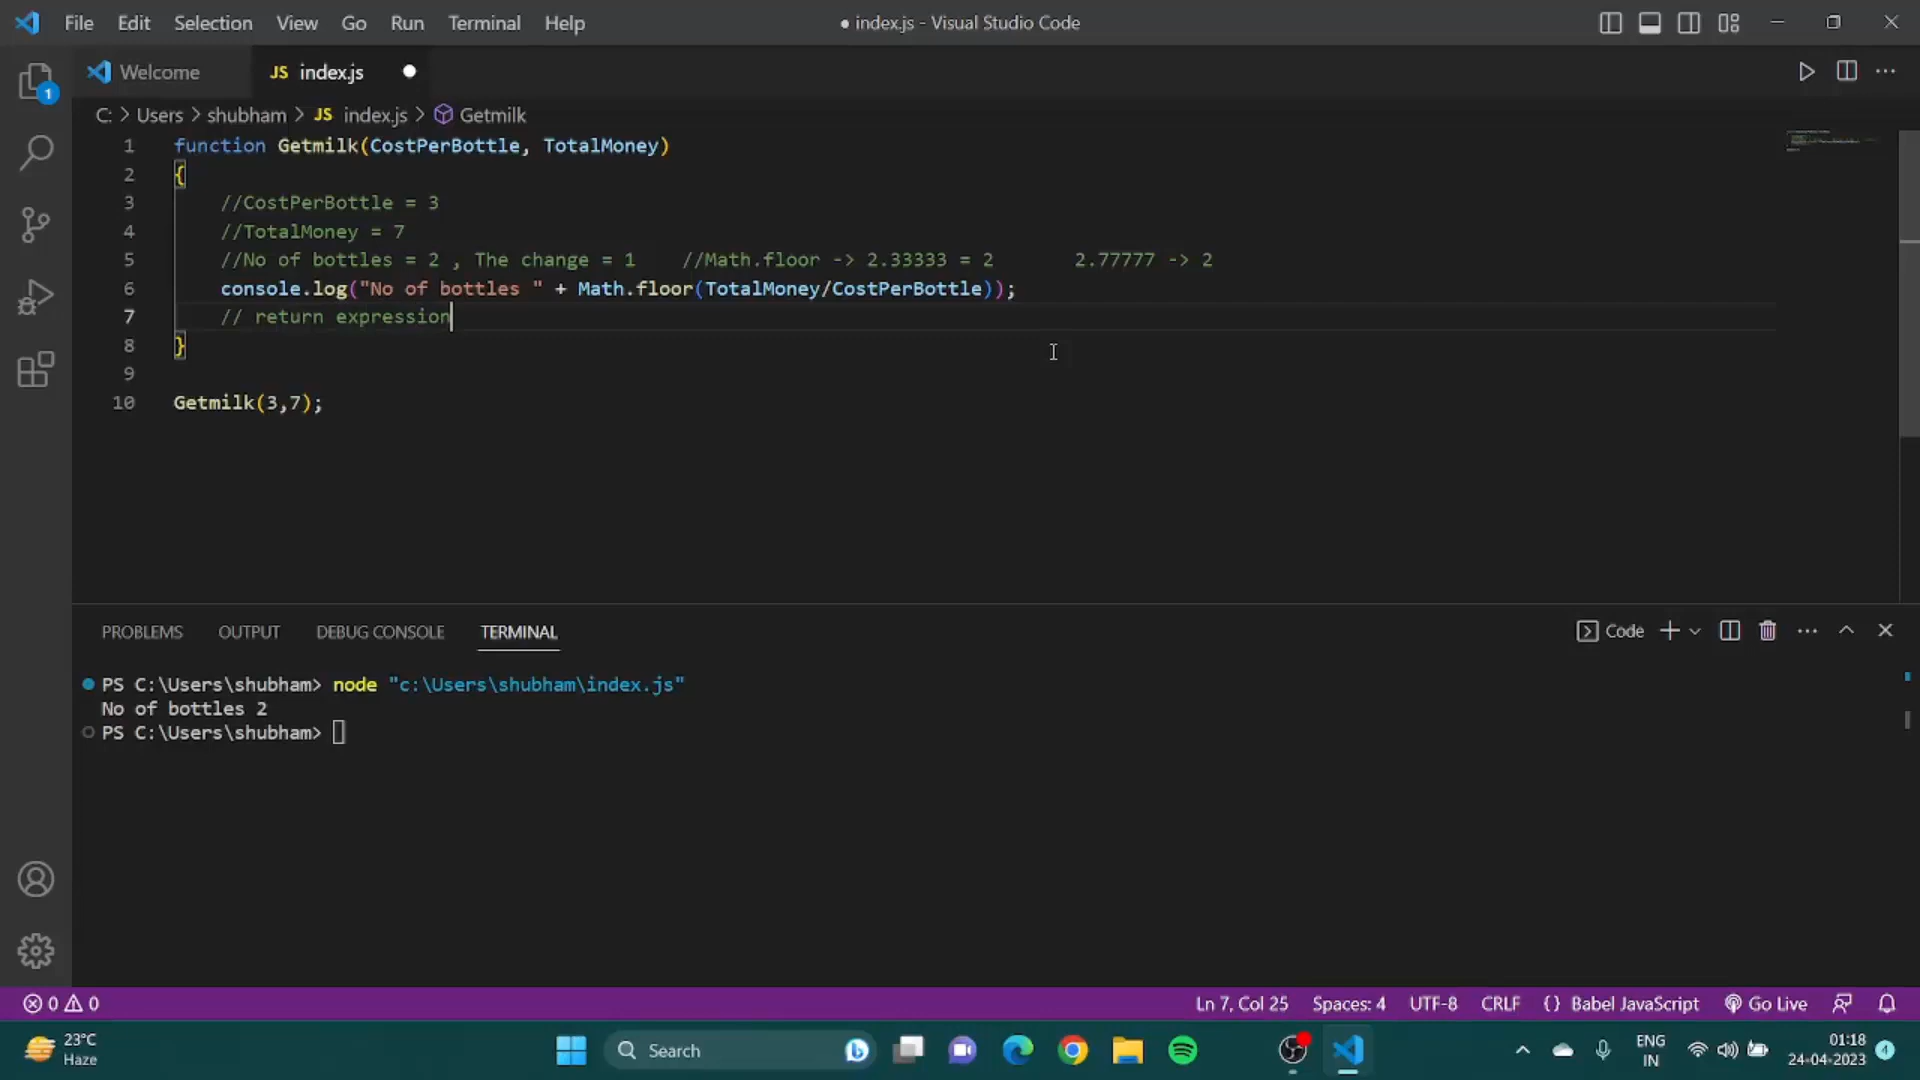 File Edit Selection View Go Run Terminal Help ● index.js - Visual Studio Code
Welcome JS index.js
C: > Users > shubham > JS index.js > Getmilk
1 function Getmilk(CostPerBottle, TotalMoney)
2 {
3 //CostPerBottle = 3
4 //TotalMoney = 7
5 //No of bottles = 2 , The change = 1 //Math.floor -> 2.33333 = 2 2.77777 -> 2
6 console.log("No of bottles " + Math.floor(TotalMoney/CostPerBottle));
7 // return expression
8 }
9
10 Getmilk(3,7);
PROBLEMS OUTPUT DEBUG CONSOLE TERMINAL Code
PS C:\Users\shubham> node "c:\Users\shubham\index.js"
No of bottles 2
PS C:\Users\shubham>
1
0 0 Ln 7, Col 25 Spaces: 4 UTF-8 CRLF {} Babel JavaScript Go Live
23°C
Haze
Search
ENG
IN
01:18
24-04-2023
4